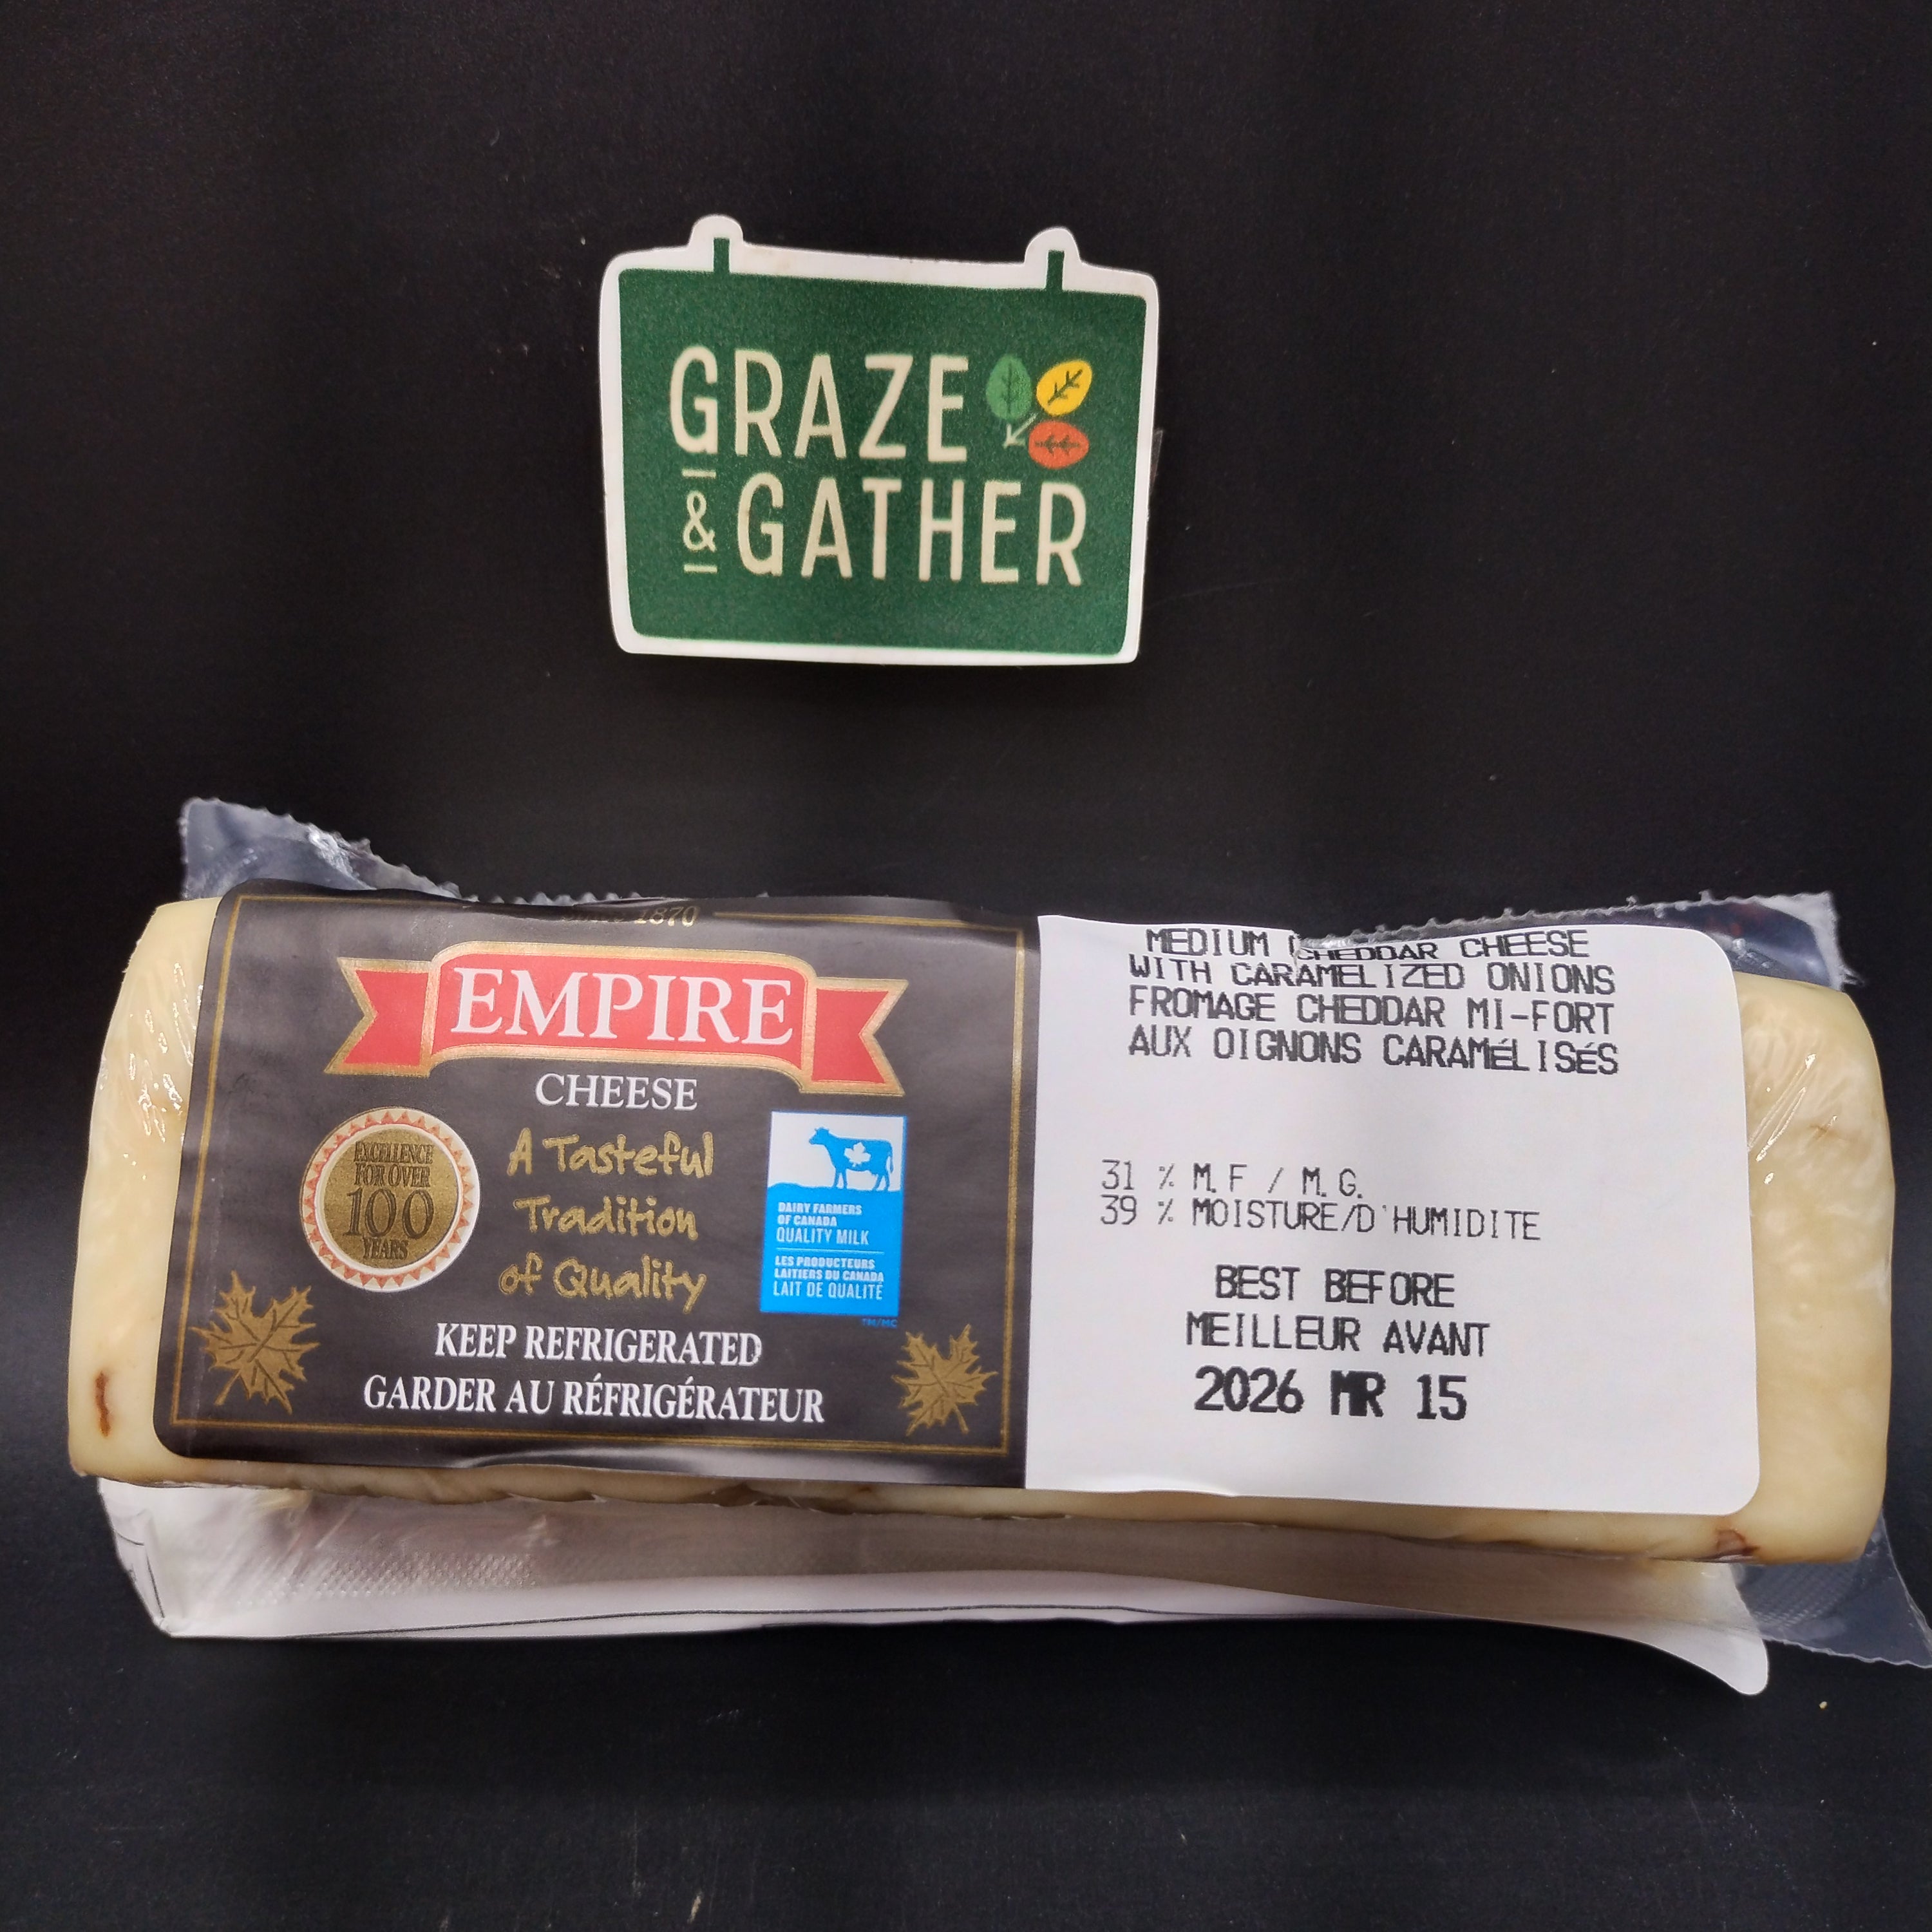 GRAZE
& GATHER
1870
EMPIRE
CHEESE
EXCELLENCE
FOR OVER
100
YEARS
A Tasteful
Tradition
of Quality
DAIRY FARMERS
OF CANADA
QUALITY MILK
LES PRODUCTEURS
LAITIERS DU CANADA
LAIT DE QUALITÉ
TM/MC
KEEP REFRIGERATED
GARDER AU RÉFRIGÉRATEUR
MEDIUM CHEDDAR CHEESE
WITH CARAMELIZED ONIONS
FROMAGE CHEDDAR MI-FORT
AUX OIGNONS CARAMÉLISÉS
31 % M.F / M.G.
39 % MOISTURE/D'HUMIDITE
BEST BEFORE
MEILLEUR AVANT
2026 MR 15